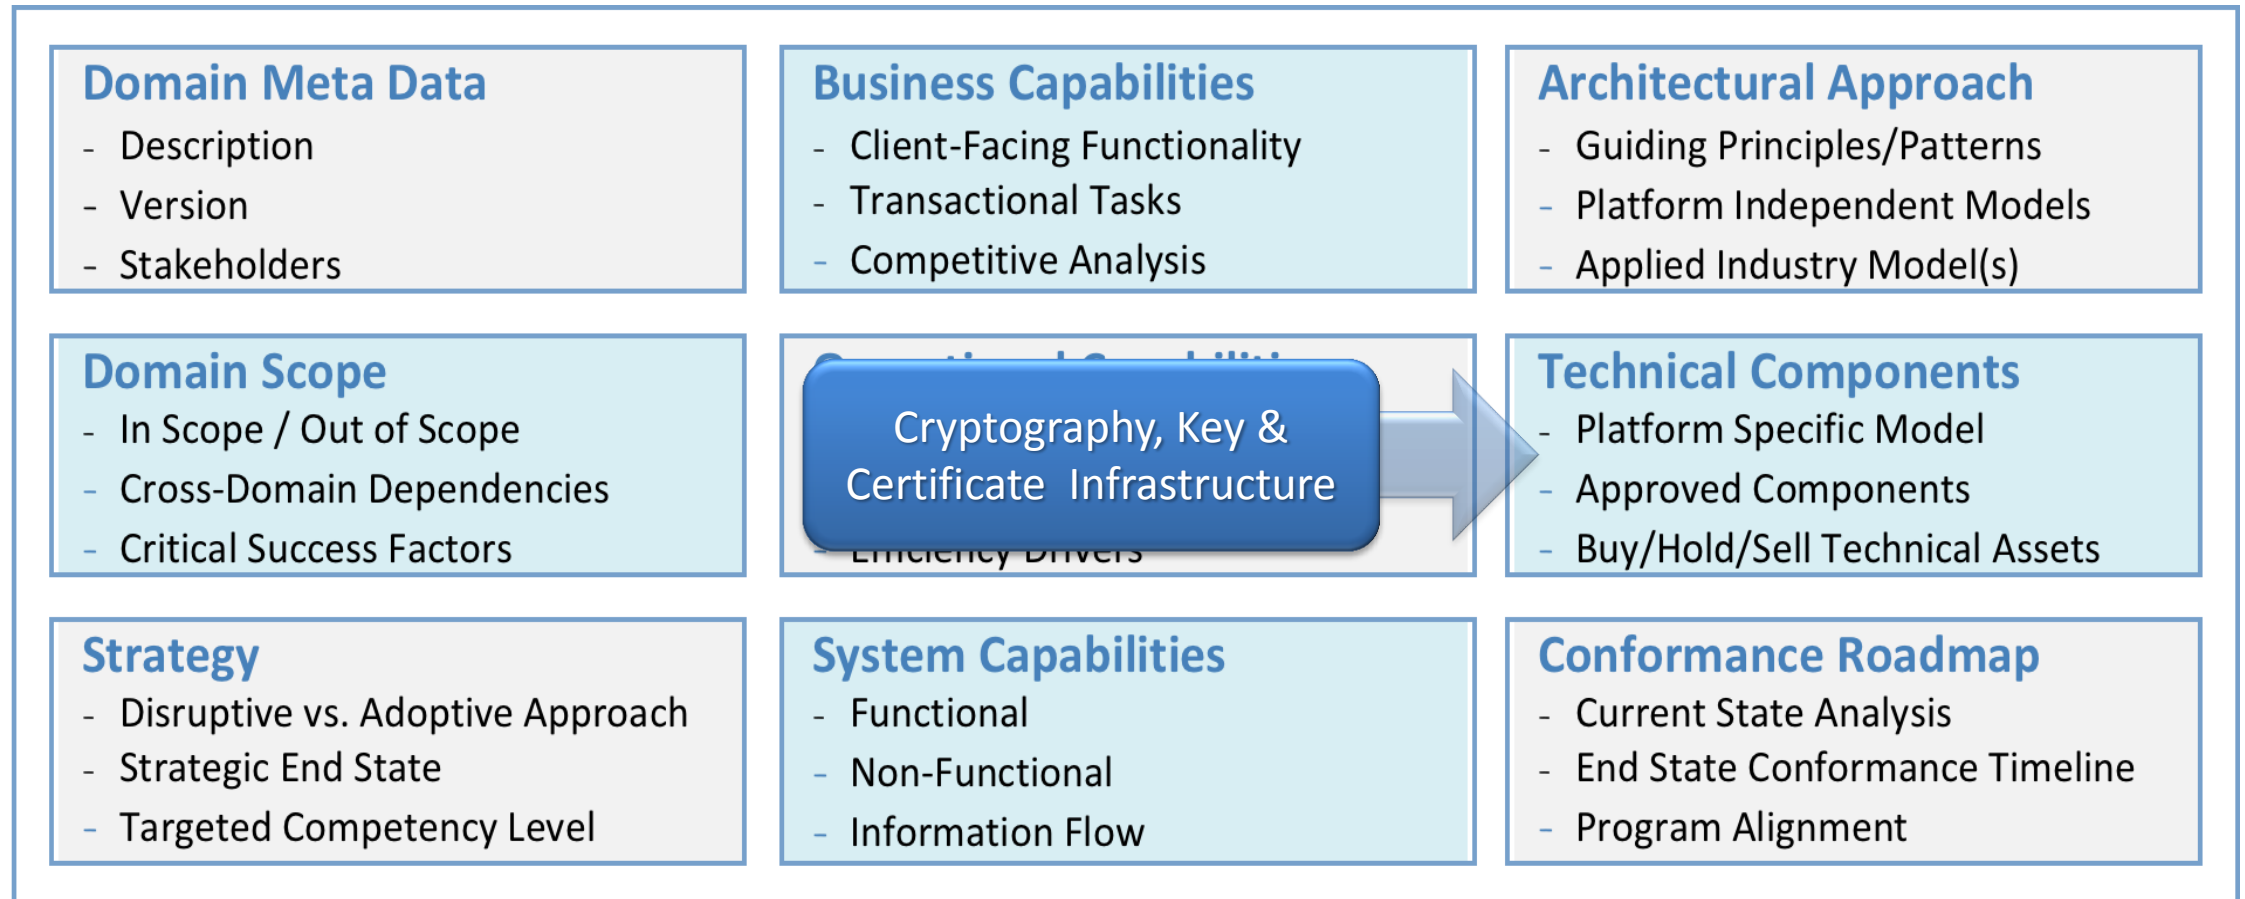 Domain Meta Data
- Description
- Version
- Stakeholders
Business Capabilities
- Client-Facing Functionality
- Transactional Tasks
- Competitive Analysis
Architectural Approach
- Guiding Principles/Patterns
- Platform Independent Models
- Applied Industry Model(s)
Domain Scope
- In Scope / Out of Scope
- Cross-Domain Dependencies
- Critical Success Factors
Cryptography, Key &
Certificate Infrastructure
- Efficiency Drivers
Technical Components
- Platform Specific Model
- Approved Components
- Buy/Hold/Sell Technical Assets
Strategy
- Disruptive vs. Adoptive Approach
- Strategic End State
- Targeted Competency Level
System Capabilities
- Functional
- Non-Functional
- Information Flow
Conformance Roadmap
- Current State Analysis
- End State Conformance Timeline
- Program Alignment